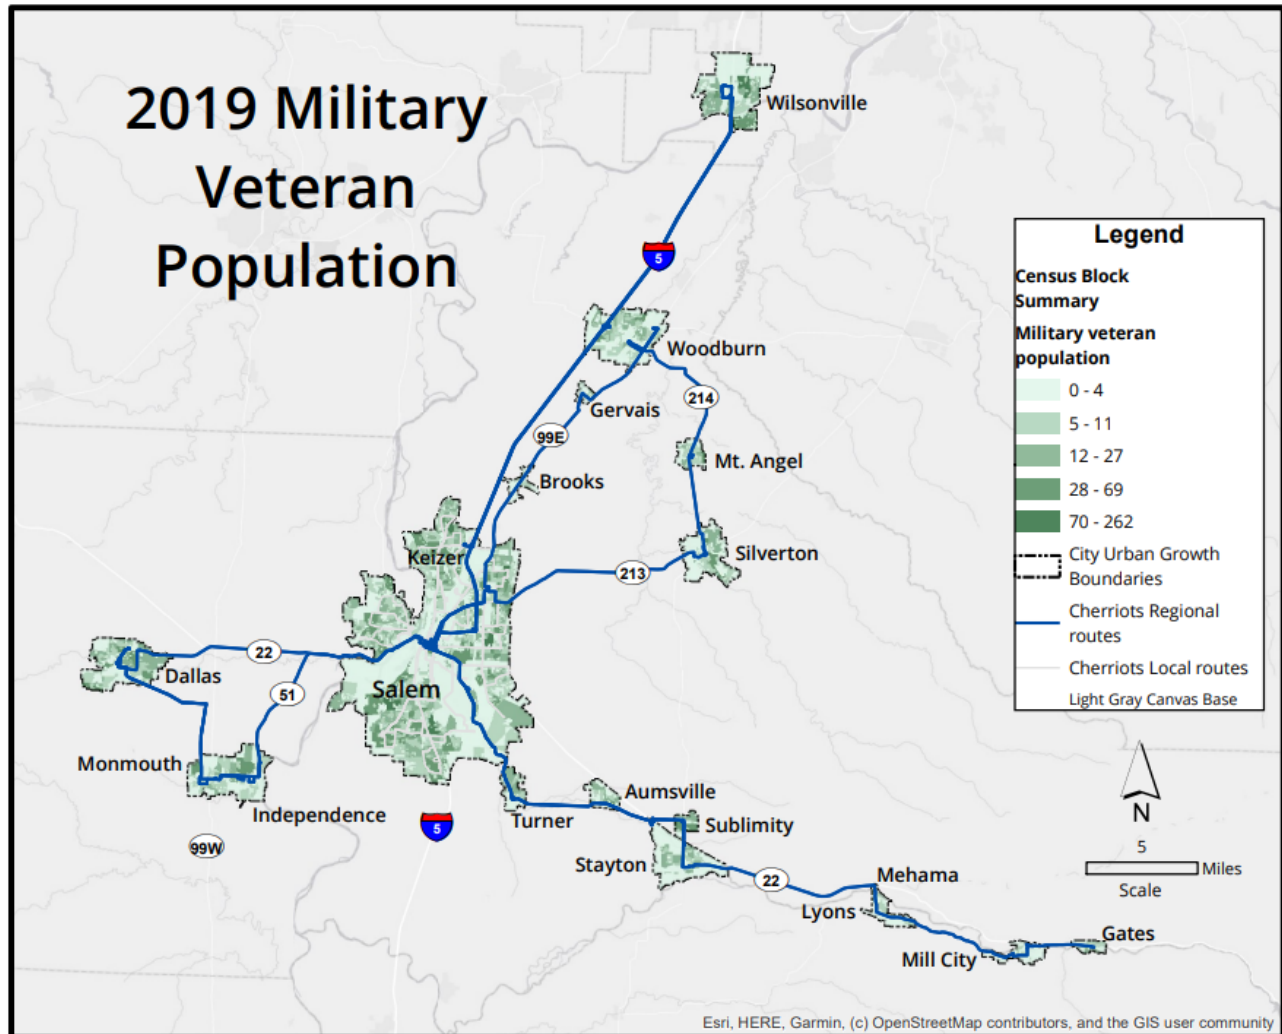 2019 Military
Veteran
Population
Wilsonville
5
Woodburn
Gervais
214
99E
Mt. Angel
Brooks
Keizer
Silverton
213
22
Dallas
51
Salem
Monmouth
Independence
99W
5
Turner
Aumsville
Sublimity
Stayton
22
Mehama
Lyons
Mill City
Gates
Legend
Census Block
Summary
Military veteran
population
0 - 4
5 - 11
12 - 27
28 - 69
70 - 262
City Urban Growth
Boundaries
Cherriots Regional
routes
Cherriots Local routes
Light Gray Canvas Base
N
5
Miles
Scale
Esri, HERE, Garmin, (c) OpenStreetMap contributors, and the GIS user community